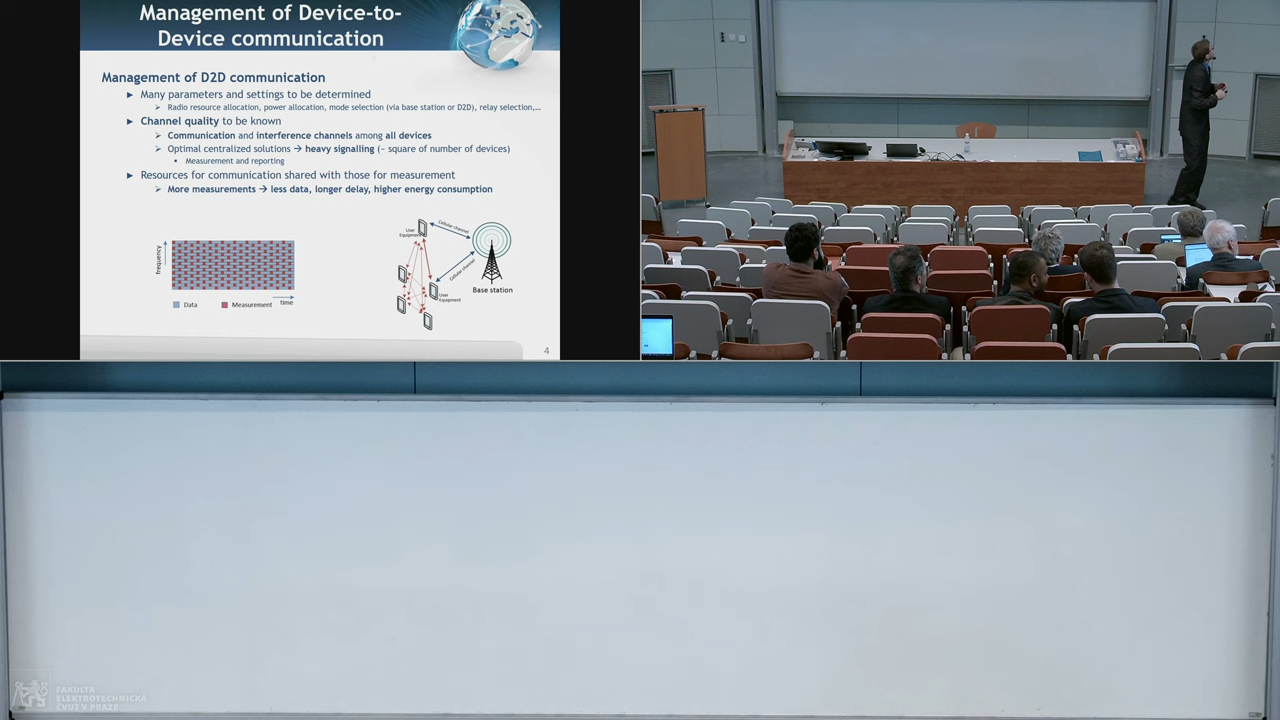 Management of Device-to-
Device communication
Management of D2D communication
► Many parameters and settings to be determined
➢ Radio resource allocation, power allocation, mode selection (via base station or D2D), relay selection,…
► Channel quality to be known
➢ Communication and interference channels among all devices
➢ Optimal centralized solutions → heavy signalling (~ square of number of devices)
▪ Measurement and reporting
► Resources for communication shared with those for measurement
➢ More measurements → less data, longer delay, higher energy consumption
frequency
time
Data
Measurement
User
Equipment
Cellular channel
Cellular channel
User
Equipment
Base station
4
FAKULTA
ELEKTROTECHNICKÁ
ČVUT V PRAZE